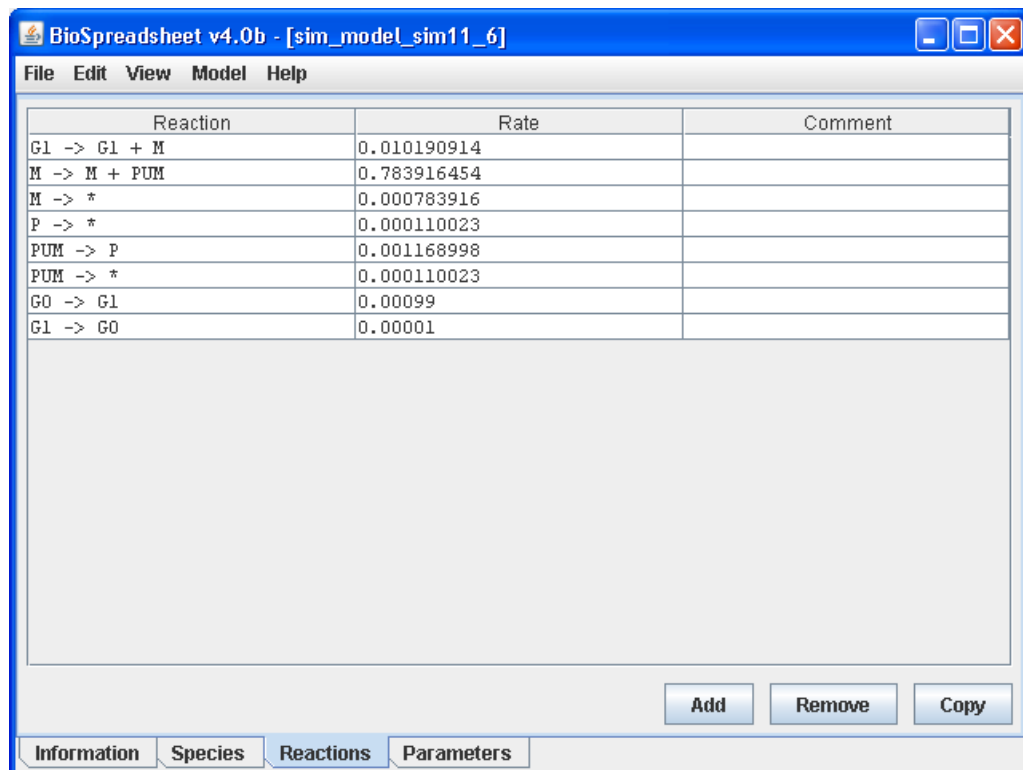 BioSpreadsheet v4.0b - [sim_model_sim11_6]
File Edit View Model Help
Reaction Rate Comment
G1 -> G1 + M 0.010190914
M -> M + PUM 0.783916454
M -> * 0.000783916
P -> * 0.000110023
PUM -> P 0.001168998
PUM -> * 0.000110023
G0 -> G1 0.00099
G1 -> G0 0.00001
Add Remove Copy
Information Species Reactions Parameters